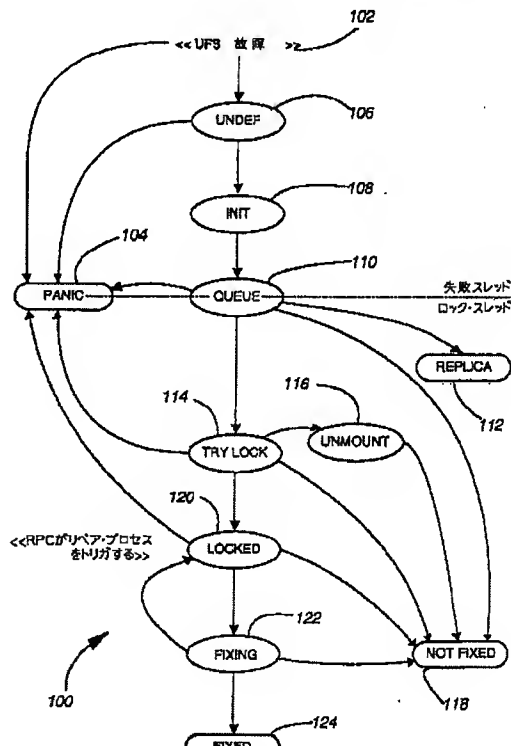 102
<< UFS 故障 >>
UNDEF
106
INIT
108
104
110
PANIC
QUEUE
失敗スレッド
ロック・スレッド
REPLICA
112
114
116
TRY LOCK
UNMOUNT
120
<<RPCがリペア・プロセス
をトリガする>>
LOCKED
122
FIXING
NOT FIXED
118
100
124
FIXED